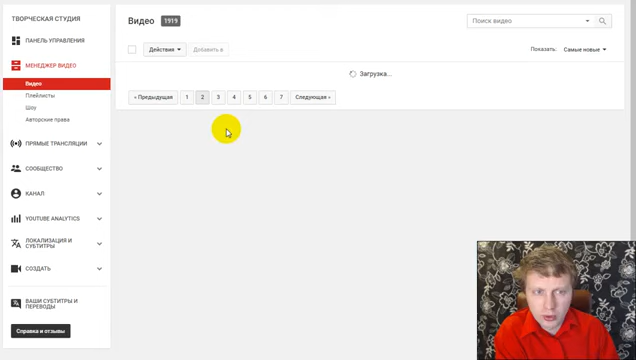 ТВОРЧЕСКАЯ СТУДИЯ
ПАНЕЛЬ УПРАВЛЕНИЯ
МЕНЕДЖЕР ВИДЕО
Видео
Плейлисты
Шоу
Авторские права
ПРЯМЫЕ ТРАНСЛЯЦИИ
СООБЩЕСТВО
КАНАЛ
YOUTUBE ANALYTICS
ЛОКАЛИЗАЦИЯ И
СУБТИТРЫ
СОЗДАТЬ
ВАШИ СУБТИТРЫ И
ПЕРЕВОДЫ
Справка и отзывы
Видео 1919
Поиск видео
Действия Добавить в
Показать: Самые новые
Загрузка...
« Предыдущая 1 2 3 4 5 6 7 Следующая »